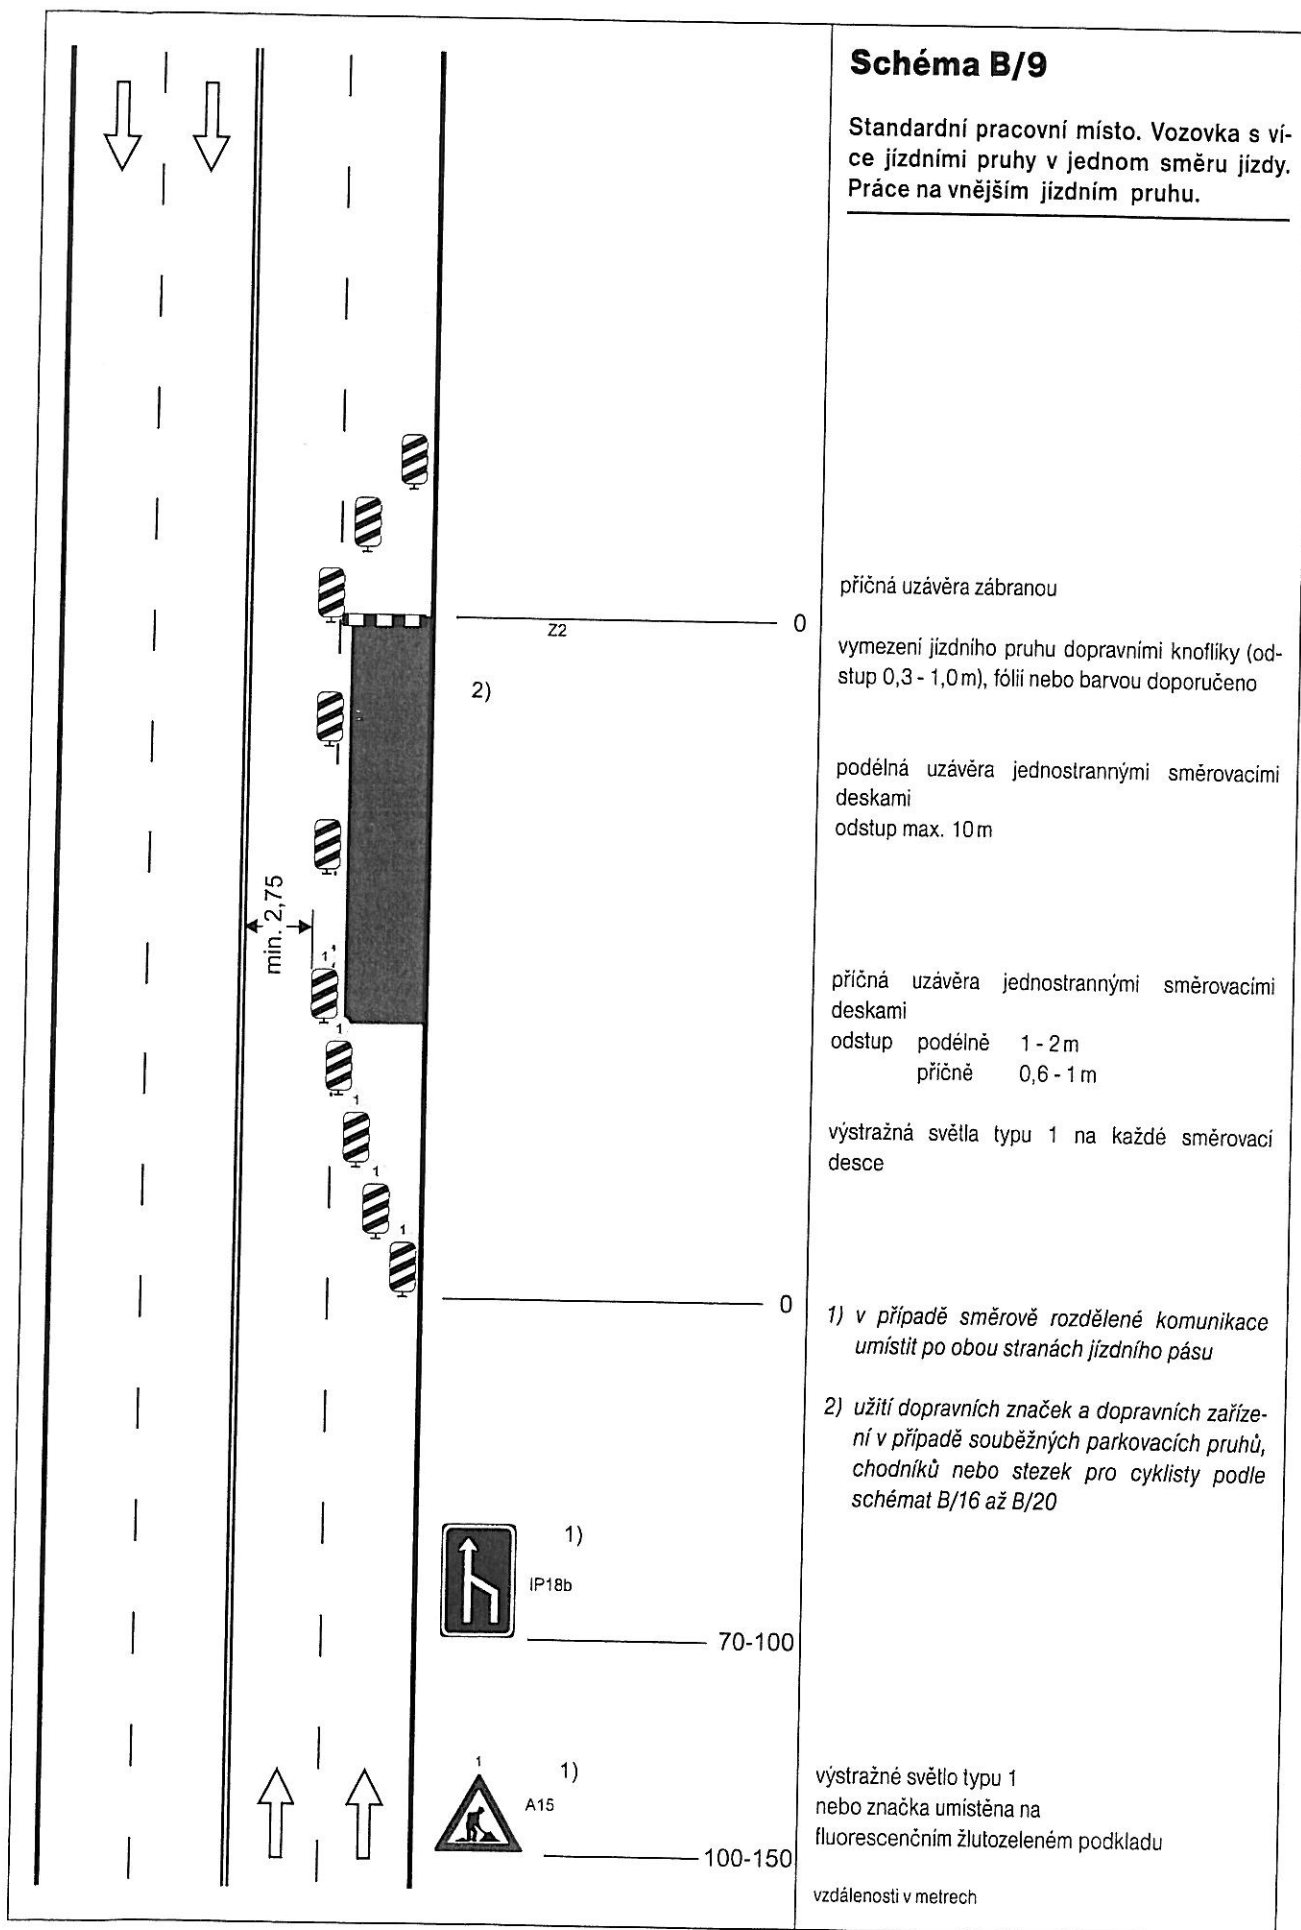 Schéma B/9
Standardní pracovní místo. Vozovka s ví-
ce jízdními pruhy v jednom směru jízdy.
Práce na vnějším jízdním pruhu.
příčná uzávěra zábranou
0
Z2
vymezení jízdního pruhu dopravními knoflíky (od-
stup 0,3 - 1,0 m), fólií nebo barvou doporučeno
2)
podélná uzávěra jednostrannými směrovacími
deskami
odstup max. 10 m
min. 2,75
1
příčná uzávěra jednostrannými směrovacími
deskami
odstup podélně 1 - 2 m
příčně 0,6 - 1 m
1
1
výstražná světla typu 1 na každé směrovací
desce
1
1
0
1) v případě směrově rozdělené komunikace
umístit po obou stranách jízdního pásu
2) užití dopravních značek a dopravních zaříze-
ní v případě souběžných parkovacích pruhů,
chodníků nebo stezek pro cyklisty podle
schémat B/16 až B/20
1)
IP18b
70-100
1
1)
A15
100-150
výstražné světlo typu 1
nebo značka umístěna na
fluorescenčním žlutozeleném podkladu
vzdálenosti v metrech